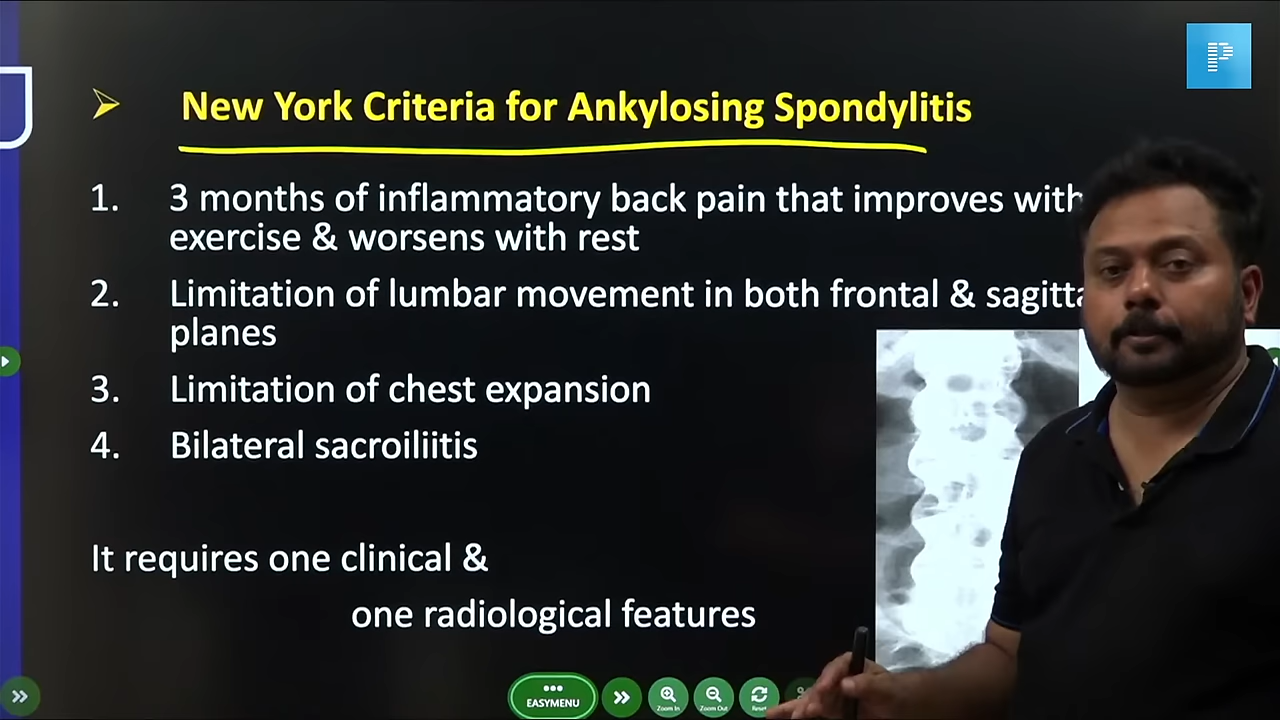 New York Criteria for Ankylosing Spondylitis
1. 3 months of inflammatory back pain that improves with
exercise & worsens with rest
2. Limitation of lumbar movement in both frontal &
planes
3. Limitation of chest expansion
4. Bilateral sacroiliitis
It requires one clinical &
one radiological features
P
EASYMENU
Zoom In
Zoom Out
Reset